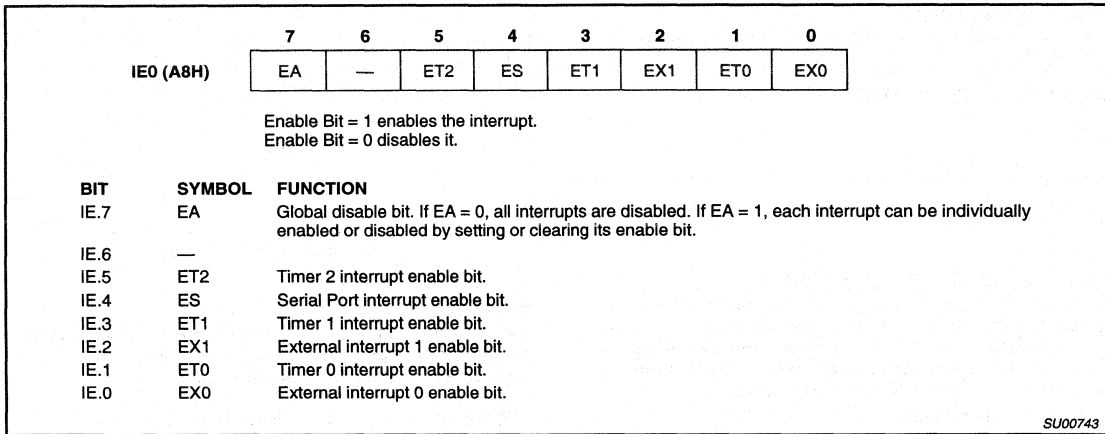 7 6 5 4 3 2 1 0
IE0 (A8H) EA — ET2 ES ET1 EX1 ET0 EX0
Enable Bit = 1 enables the interrupt.
Enable Bit = 0 disables it.
BIT SYMBOL FUNCTION
IE.7 EA Global disable bit. If EA = 0, all interrupts are disabled. If EA = 1, each interrupt can be individually
enabled or disabled by setting or clearing its enable bit.
IE.6 —
IE.5 ET2 Timer 2 interrupt enable bit.
IE.4 ES Serial Port interrupt enable bit.
IE.3 ET1 Timer 1 interrupt enable bit.
IE.2 EX1 External interrupt 1 enable bit.
IE.1 ET0 Timer 0 interrupt enable bit.
IE.0 EX0 External interrupt 0 enable bit.
SU00743